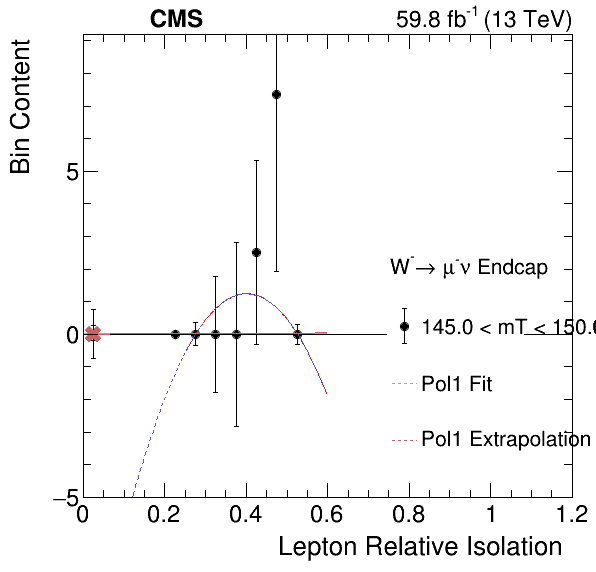 CMS
59.8 fb⁻¹ (13 TeV)
Bin Content
5
0
−5
W⁻→ μ⁻ν Endcap
145.0 < mT < 150.0
Pol1 Fit
Pol1 Extrapolation
0 0.2 0.4 0.6 0.8 1 1.2
Lepton Relative Isolation